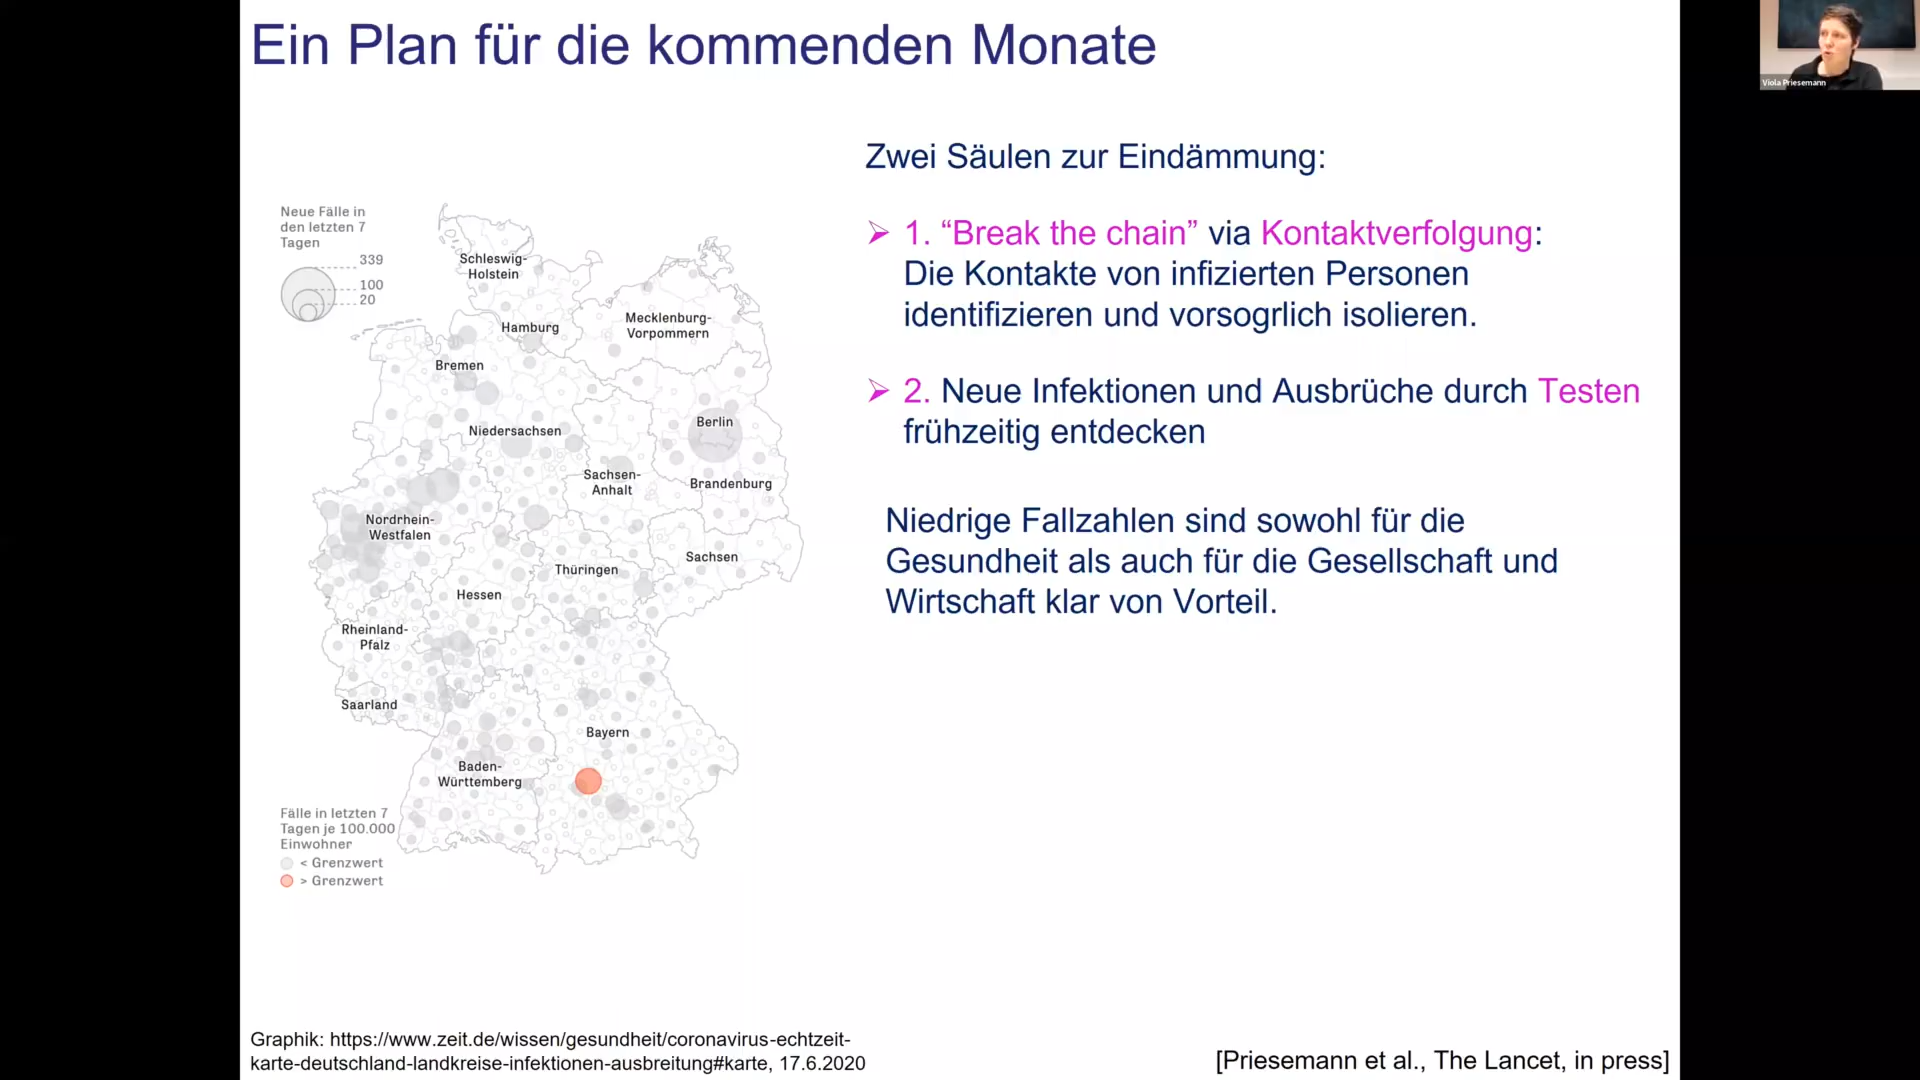 Ein Plan für die kommenden Monate
Viola Priesemann
Zwei Säulen zur Eindämmung:
➢ 1. “Break the chain” via Kontaktverfolgung:
Die Kontakte von infizierten Personen
identifizieren und vorsogrlich isolieren.
➢ 2. Neue Infektionen und Ausbrüche durch Testen
frühzeitig entdecken
Niedrige Fallzahlen sind sowohl für die
Gesundheit als auch für die Gesellschaft und
Wirtschaft klar von Vorteil.
Neue Fälle in
den letzten 7
Tagen
339
100
20
Schleswig-
Holstein
Hamburg
Mecklenburg-
Vorpommern
Bremen
Niedersachsen
Berlin
Sachsen-
Anhalt
Brandenburg
Nordrhein-
Westfalen
Sachsen
Thüringen
Hessen
Rheinland-
Pfalz
Saarland
Bayern
Baden-
Württemberg
Fälle in letzten 7
Tagen je 100.000
Einwohner
< Grenzwert
> Grenzwert
Graphik: https://www.zeit.de/wissen/gesundheit/coronavirus-echtzeit-
karte-deutschland-landkreise-infektionen-ausbreitung#karte, 17.6.2020
[Priesemann et al., The Lancet, in press]